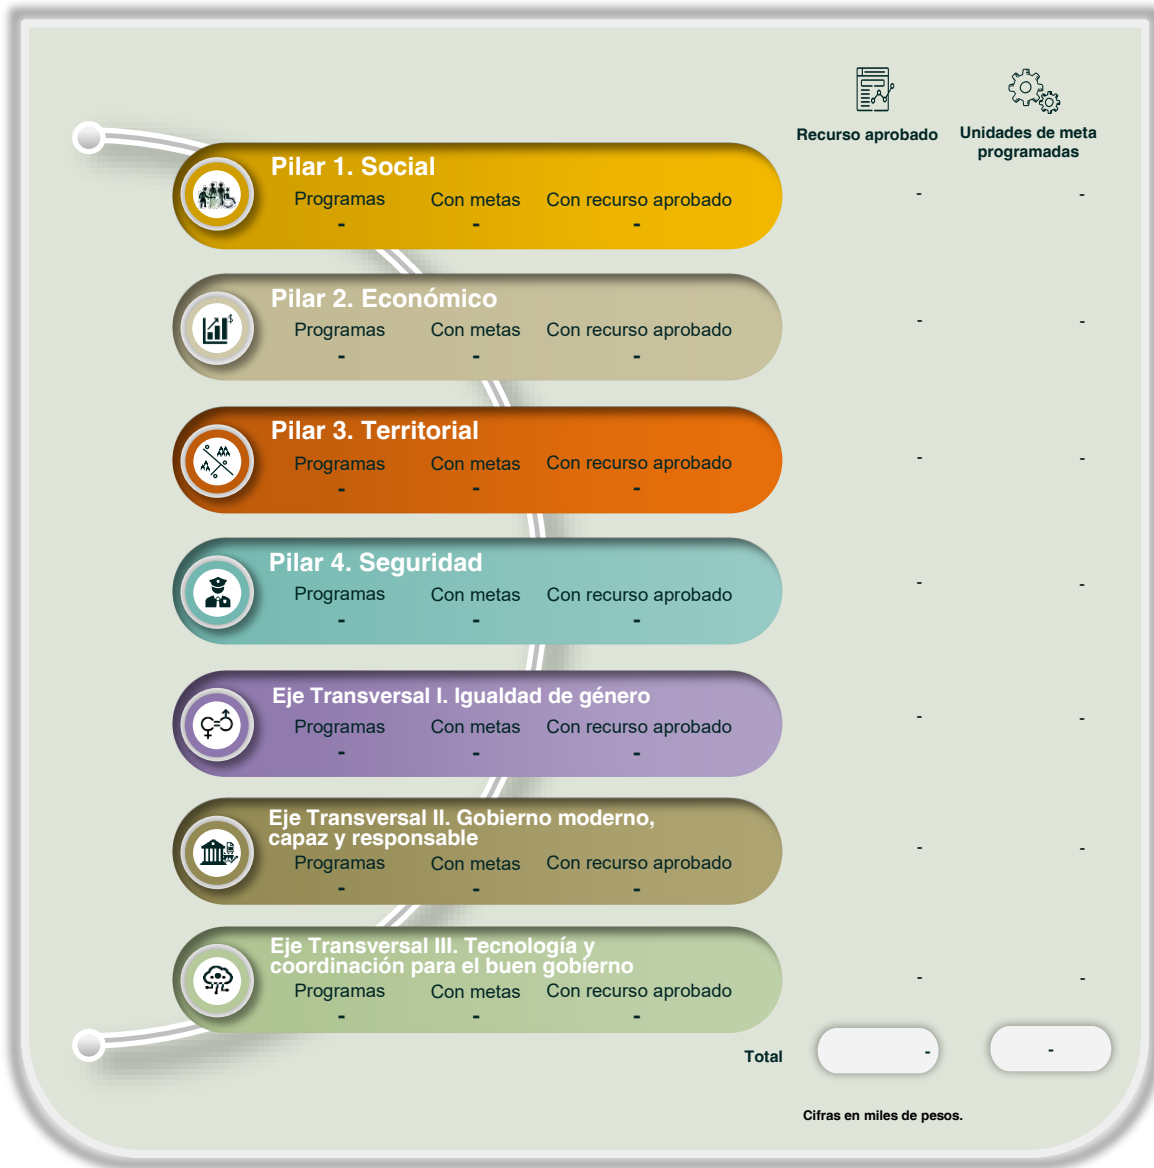 Recurso aprobado
Unidades de meta
programadas
Pilar 1. Social
Programas Con metas Con recurso aprobado
- - -
- -
Pilar 2. Económico
Programas Con metas Con recurso aprobado
- - -
- -
Pilar 3. Territorial
Programas Con metas Con recurso aprobado
- - -
- -
Pilar 4. Seguridad
Programas Con metas Con recurso aprobado
- - -
- -
Eje Transversal I. Igualdad de género
Programas Con metas Con recurso aprobado
- - -
- -
Eje Transversal II. Gobierno moderno,
capaz y responsable
Programas Con metas Con recurso aprobado
- - -
- -
Eje Transversal III. Tecnología y
coordinación para el buen gobierno
Programas Con metas Con recurso aprobado
- - -
- -
Total - -
Cifras en miles de pesos.